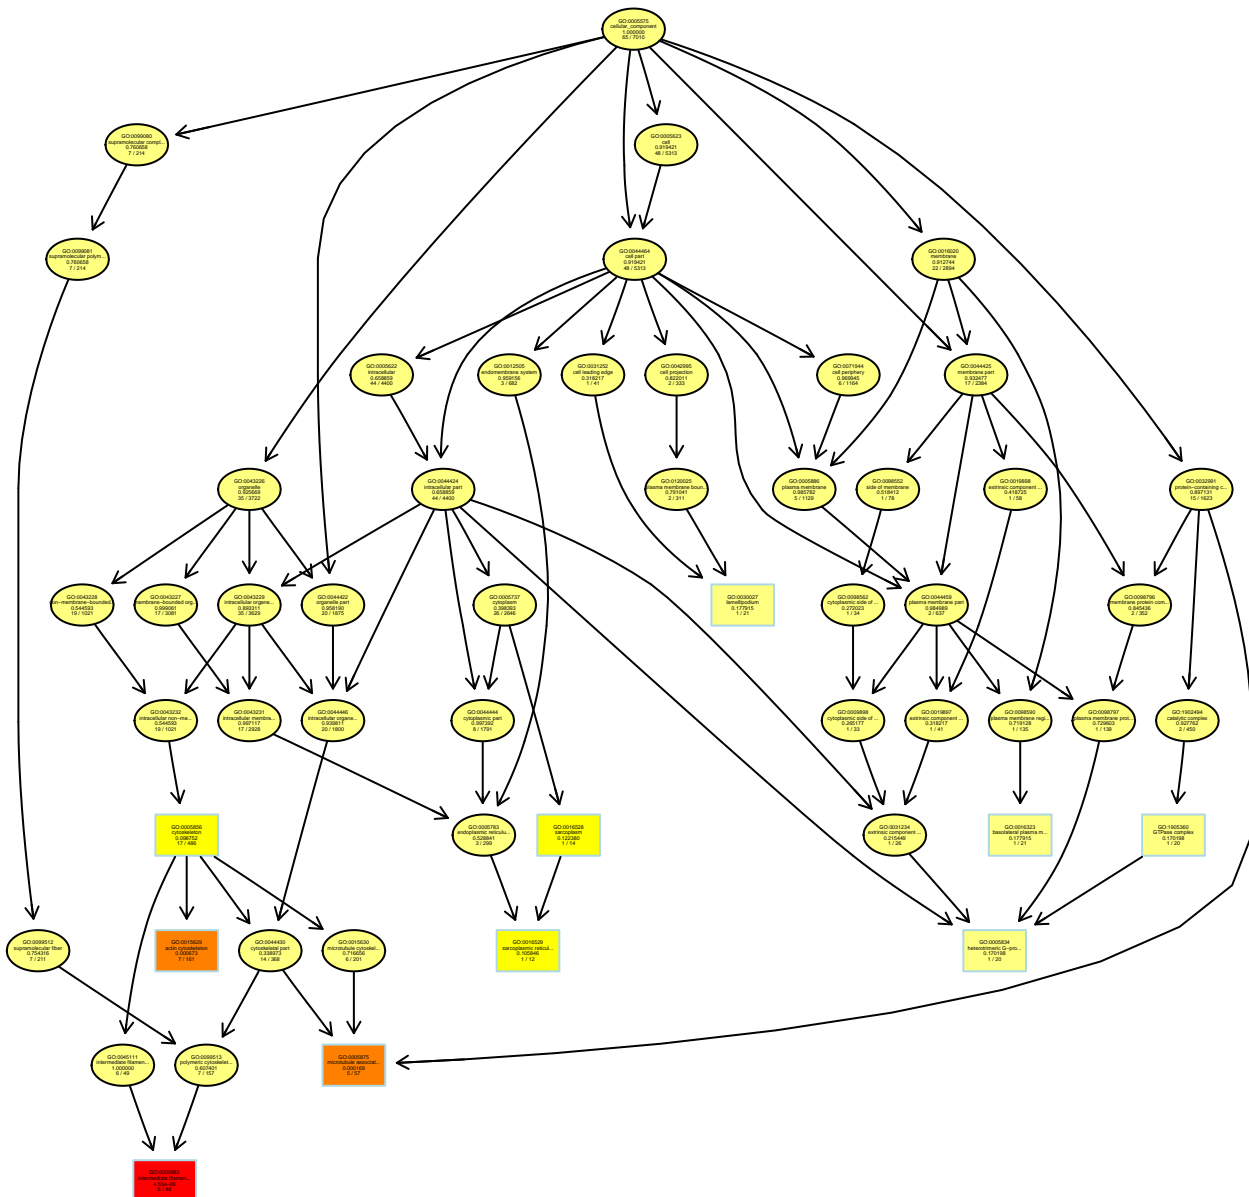 GO:0005575
cellular_component
1.000000
65 / 7010
GO:0099080
supramolecular compl...
0.760658
7 / 214
GO:0005623
cell
0.919421
48 / 5313
GO:0099081
supramolecular polym...
0.760658
7 / 214
GO:0044464
cell part
0.919421
48 / 5313
GO:0016020
membrane
0.912744
22 / 2894
GO:0005622
intracellular
0.658859
44 / 4400
GO:0012505
endomembrane system
0.959156
3 / 682
GO:0031252
cell leading edge
0.318217
1 / 41
GO:0042995
cell projection
0.822011
2 / 333
GO:0071944
cell periphery
0.969945
6 / 1164
GO:0044425
membrane part
0.932477
17 / 2384
GO:0043226
organelle
0.925669
35 / 3722
GO:0044424
intracellular part
0.658859
44 / 4400
GO:0120025
plasma membrane boun...
0.791041
2 / 311
GO:0005886
plasma membrane
0.985782
5 / 1129
GO:0098552
side of membrane
0.518412
1 / 78
GO:0019898
extrinsic component ...
0.418725
1 / 58
GO:0032991
protein-containing c...
0.897131
15 / 1623
GO:0043228
non-membrane-bounded...
0.544593
19 / 1021
GO:0043227
membrane-bounded org...
0.999061
17 / 3081
GO:0043229
intracellular organe...
0.893311
35 / 3629
GO:0044422
organelle part
0.958190
20 / 1875
GO:0005737
cytoplasm
0.398393
26 / 2646
GO:0030027
lamellipodium
0.177915
1 / 21
GO:0098562
cytoplasmic side of ...
0.272023
1 / 34
GO:0044459
plasma membrane part
0.984989
2 / 637
GO:0098796
membrane protein com...
0.845436
2 / 352
GO:0043232
intracellular non-me...
0.544593
19 / 1021
GO:0043231
intracellular membra...
0.997117
17 / 2928
GO:0044446
intracellular organe...
0.939811
20 / 1800
GO:0044444
cytoplasmic part
0.997392
8 / 1791
GO:0009898
cytoplasmic side of ...
0.265177
1 / 33
GO:0019897
extrinsic component ...
0.318217
1 / 41
GO:0098590
plasma membrane regi...
0.719128
1 / 135
GO:0098797
plasma membrane prot...
0.729603
1 / 139
GO:1902494
catalytic complex
0.927762
2 / 450
GO:0005856
cytoskeleton
0.098752
17 / 486
GO:0005783
endoplasmic reticulu...
0.528841
3 / 299
GO:0016528
sarcoplasm
0.122380
1 / 14
GO:0031234
extrinsic component ...
0.215449
1 / 26
GO:0016323
basolateral plasma m...
0.177915
1 / 21
GO:1905360
GTPase complex
0.170198
1 / 20
GO:0099512
supramolecular fiber
0.754316
7 / 211
GO:0015629
actin cytoskeleton
0.000673
7 / 161
GO:0044430
cytoskeletal part
0.338973
14 / 368
GO:0015630
microtubule cytoskel...
0.716656
6 / 201
GO:0016529
sarcoplasmic reticul...
0.105846
1 / 12
GO:0005834
heterotrimeric G-pro...
0.170198
1 / 20
GO:0045111
intermediate filamen...
1.000000
6 / 49
GO:0099513
polymeric cytoskelet...
0.607401
7 / 157
GO:0005875
microtubule associat...
0.000169
5 / 57
intermediate filamen...